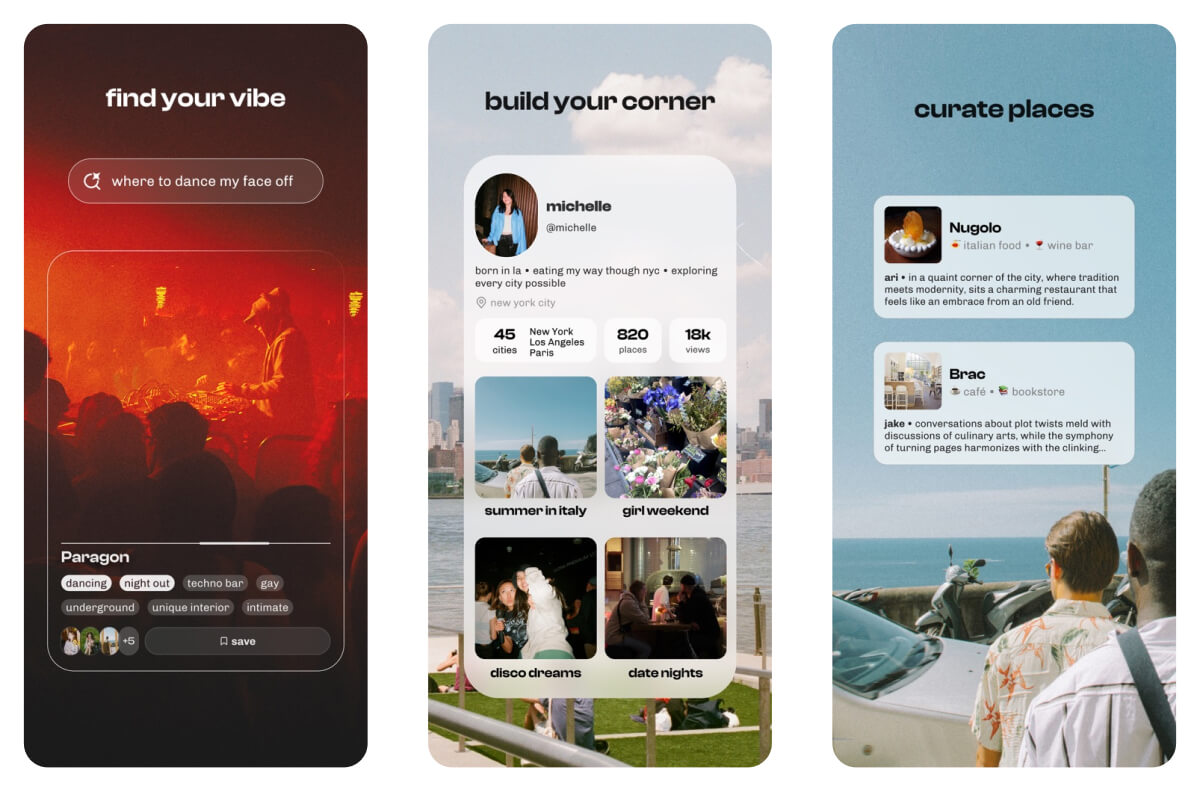 find your vibe
where to dance my face off
Paragon
dancing
night out
techno bar
gay
underground
unique interior
intimate
+5
save
build your corner
michelle
@michelle
born in la • eating my way though nyc • exploring
every city possible
new york city
45
cities
New York
Los Angeles
Paris
820
places
18k
views
summer in italy
girl weekend
disco dreams
date nights
curate places
Nugolo
italian food • 🍷 wine bar
ari • in a quaint corner of the city, where tradition
meets modernity, sits a charming restaurant that
feels like an embrace from an old friend.
Brac
☕ café • 📚 bookstore
jake • conversations about plot twists meld with
discussions of culinary arts, while the symphony
of turning pages harmonizes with the clinking...